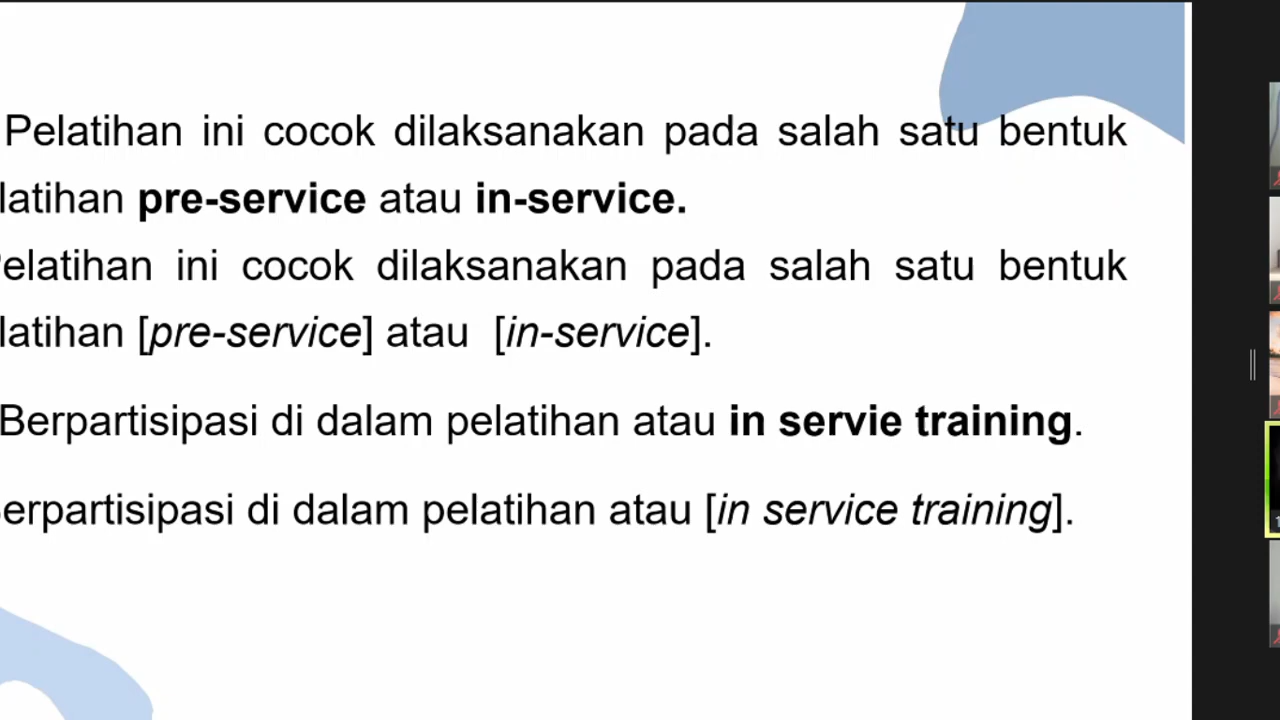 Pelatihan ini cocok dilaksanakan pada salah satu bentuk
latihan pre-service atau in-service.
elatihan ini cocok dilaksanakan pada salah satu bentuk
latihan [pre-service] atau [in-service].
Berpartisipasi di dalam pelatihan atau in servie training.
erpartisipasi di dalam pelatihan atau [in service training].